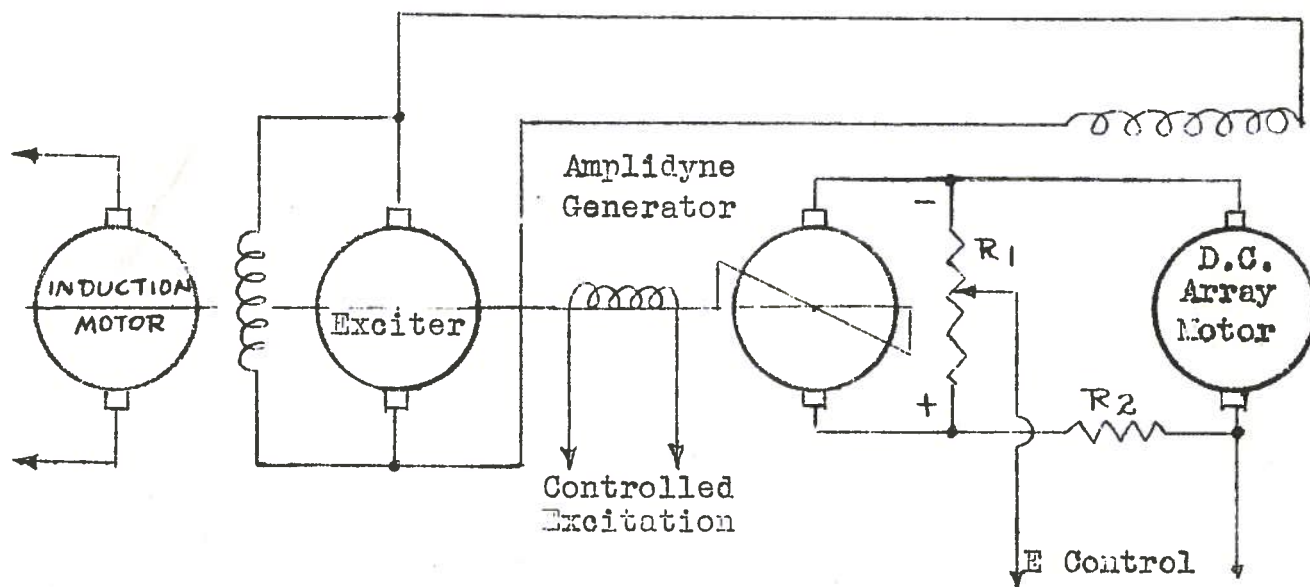 Amplidyne
Generator
INDUCTION
MOTOR
Exciter
-
R1
D.C.
Array
Motor
+
R2
Controlled
Excitation
E Control